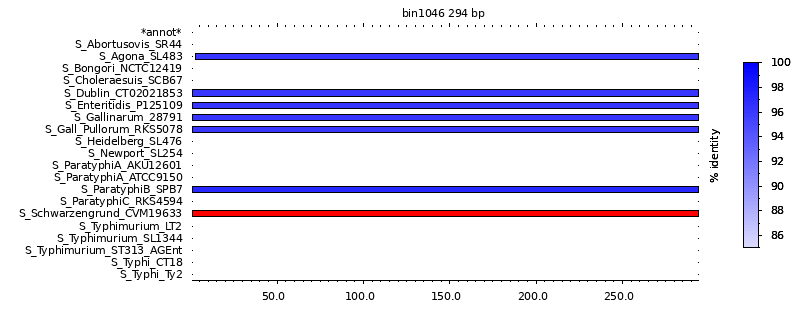 bin1046 294 bp
*annot*
S_Abortusovis_SR44
S_Agona_SL483
S_Bongori_NCTC12419
S_Choleraesuis_SCB67
S_Dublin_CT02021853
S_Enteritidis_P125109
S_Gallinarum_28791
S_Gall_Pullorum_RKS5078
S_Heidelberg_SL476
S_Newport_SL254
S_ParatyphiA_AKU12601
S_ParatyphiA_ATCC9150
S_ParatyphiB_SPB7
S_ParatyphiC_RKS4594
S_Schwarzengrund_CVM19633
S_Typhimurium_LT2
S_Typhimurium_SL1344
S_Typhimurium_ST313_AGEnt
S_Typhi_CT18
S_Typhi_Ty2
50.0 100.0 150.0 200.0 250.0
% identity
100
98
96
94
92
90
88
86